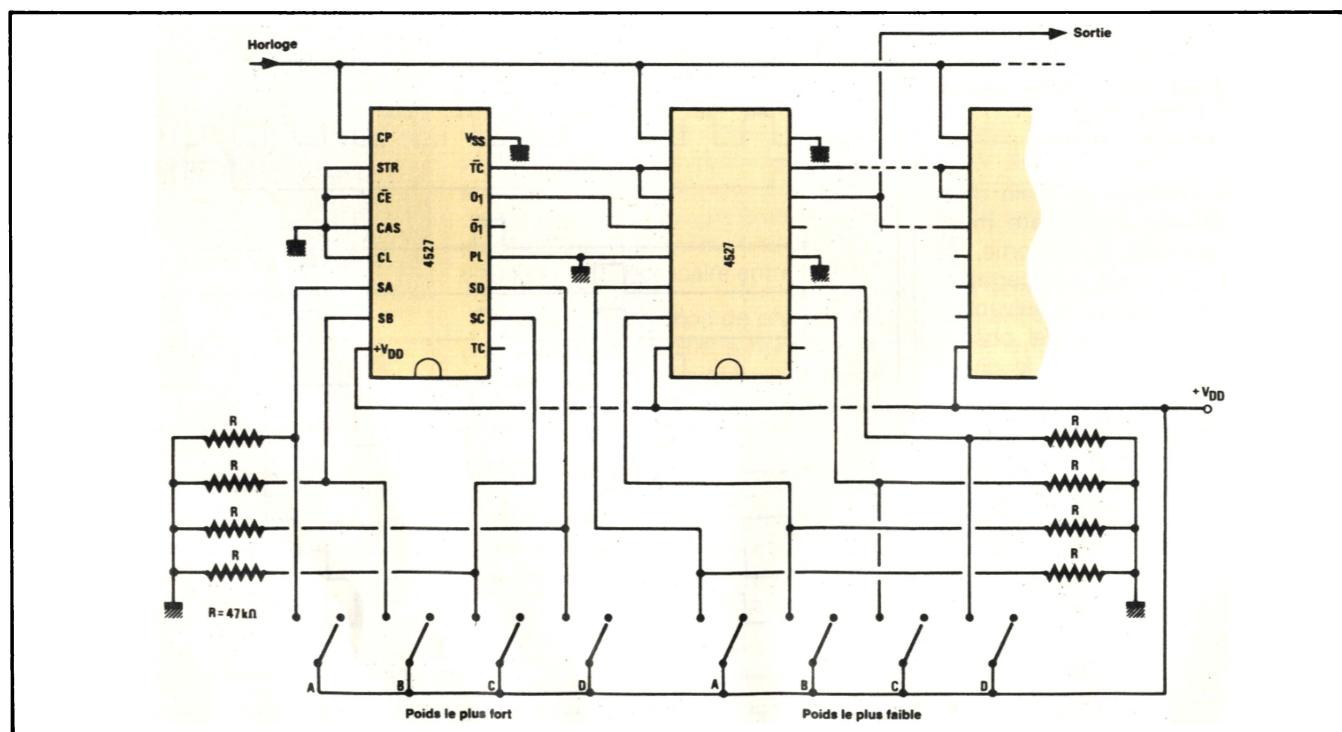 Horloge
Sortie
CP
STR
C̅E̅
CAS
CL
SA
SB
+VDD
VSS
T̅C̅
O1
O̅1
PL
SD
SC
TC
4527
4527
+ VDD
R
R
R
R
R = 47 kΩ
R
R
R
R
A
B
C
D
A
B
C
D
Poids le plus fort
Poids le plus faible